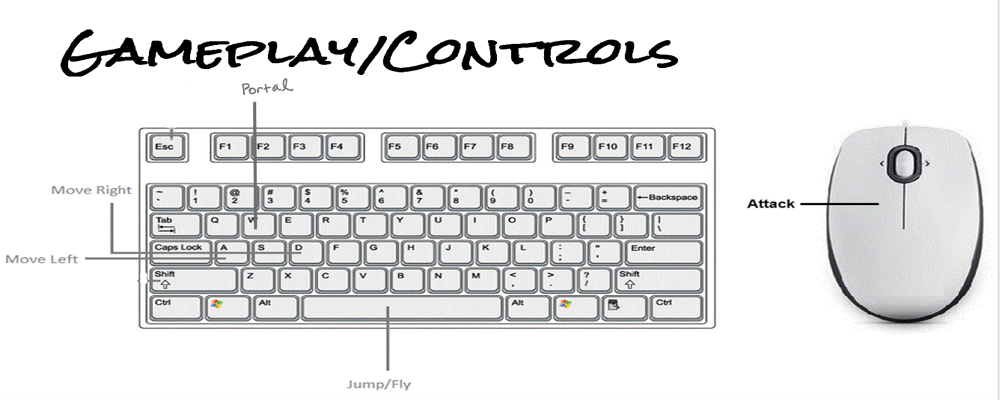 GAMEPLAY/CONTROLS
Portal
Esc F1 F2 F3 F4 F5 F6 F7 F8 F9 F10 F11 F12
Move Right
~ ! @ # $ % ^ & * ( ) _ + ←Backspace
` 1 2 3 4 5 6 7 8 9 0 - =
Tab Q W E R T Y U I O P { } |
[ ] \
Attack
Caps Lock A S D F G H J K L : " Enter
; '
Move Left
Shift Z X C V B N M < > ? Shift
, . /
Ctrl Alt Alt Ctrl
Jump/Fly